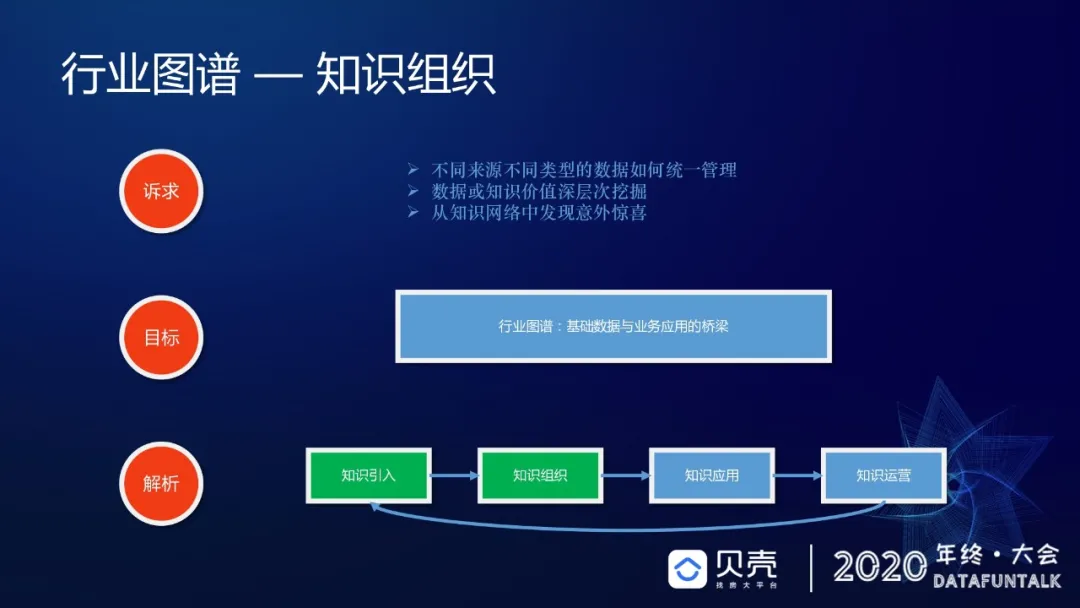 行业图谱 — 知识组织
诉求
➢ 不同来源不同类型的数据如何统一管理
➢ 数据或知识价值深层次挖掘
➢ 从知识网络中发现意外惊喜
目标
行业图谱：基础数据与业务应用的桥梁
解析
知识引入
知识组织
知识应用
知识运营
贝壳
找房大平台
2020 年终·大会
DATAFUNTALK